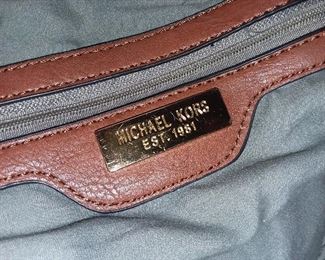 MICHAEL KORS
EST. 1981